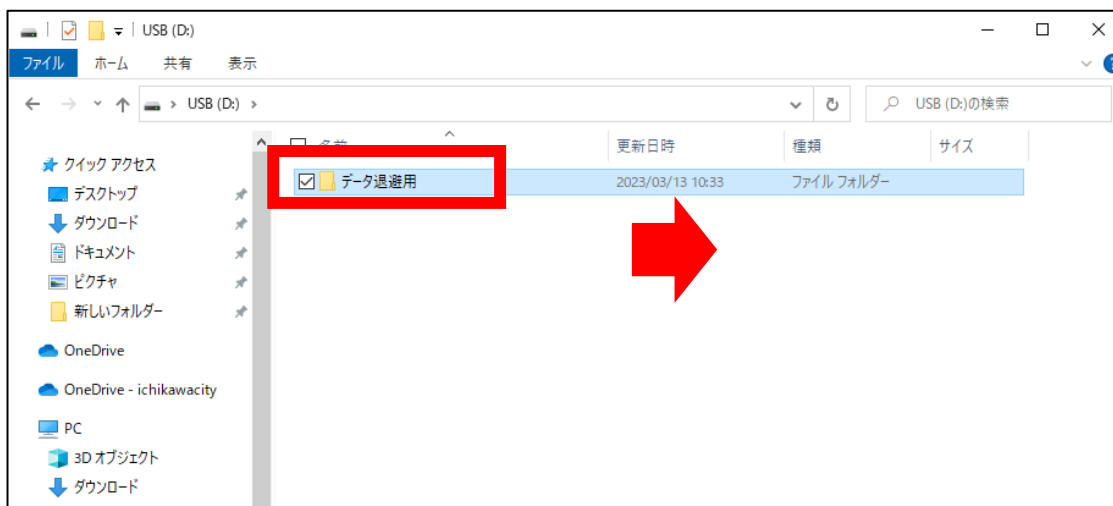 USB (D:)
ファイル ホーム 共有 表示
USB (D:) USB (D:)の検索
名前 更新日時 種類 サイズ
クイック アクセス
データ退避用 2023/03/13 10:33 ファイル フォルダー
デスクトップ
ダウンロード
ドキュメント
ピクチャ
新しいフォルダー
OneDrive
OneDrive - ichikawacity
PC
3D オブジェクト
ダウンロード